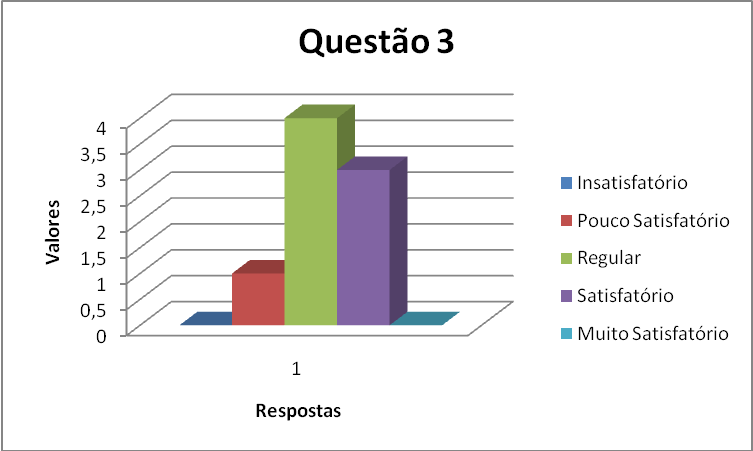 Questão 3
4
3,5
3
2,5
2
1,5
1
0,5
0
Valores
1
Respostas
Insatisfatório
Pouco Satisfatório
Regular
Satisfatório
Muito Satisfatório